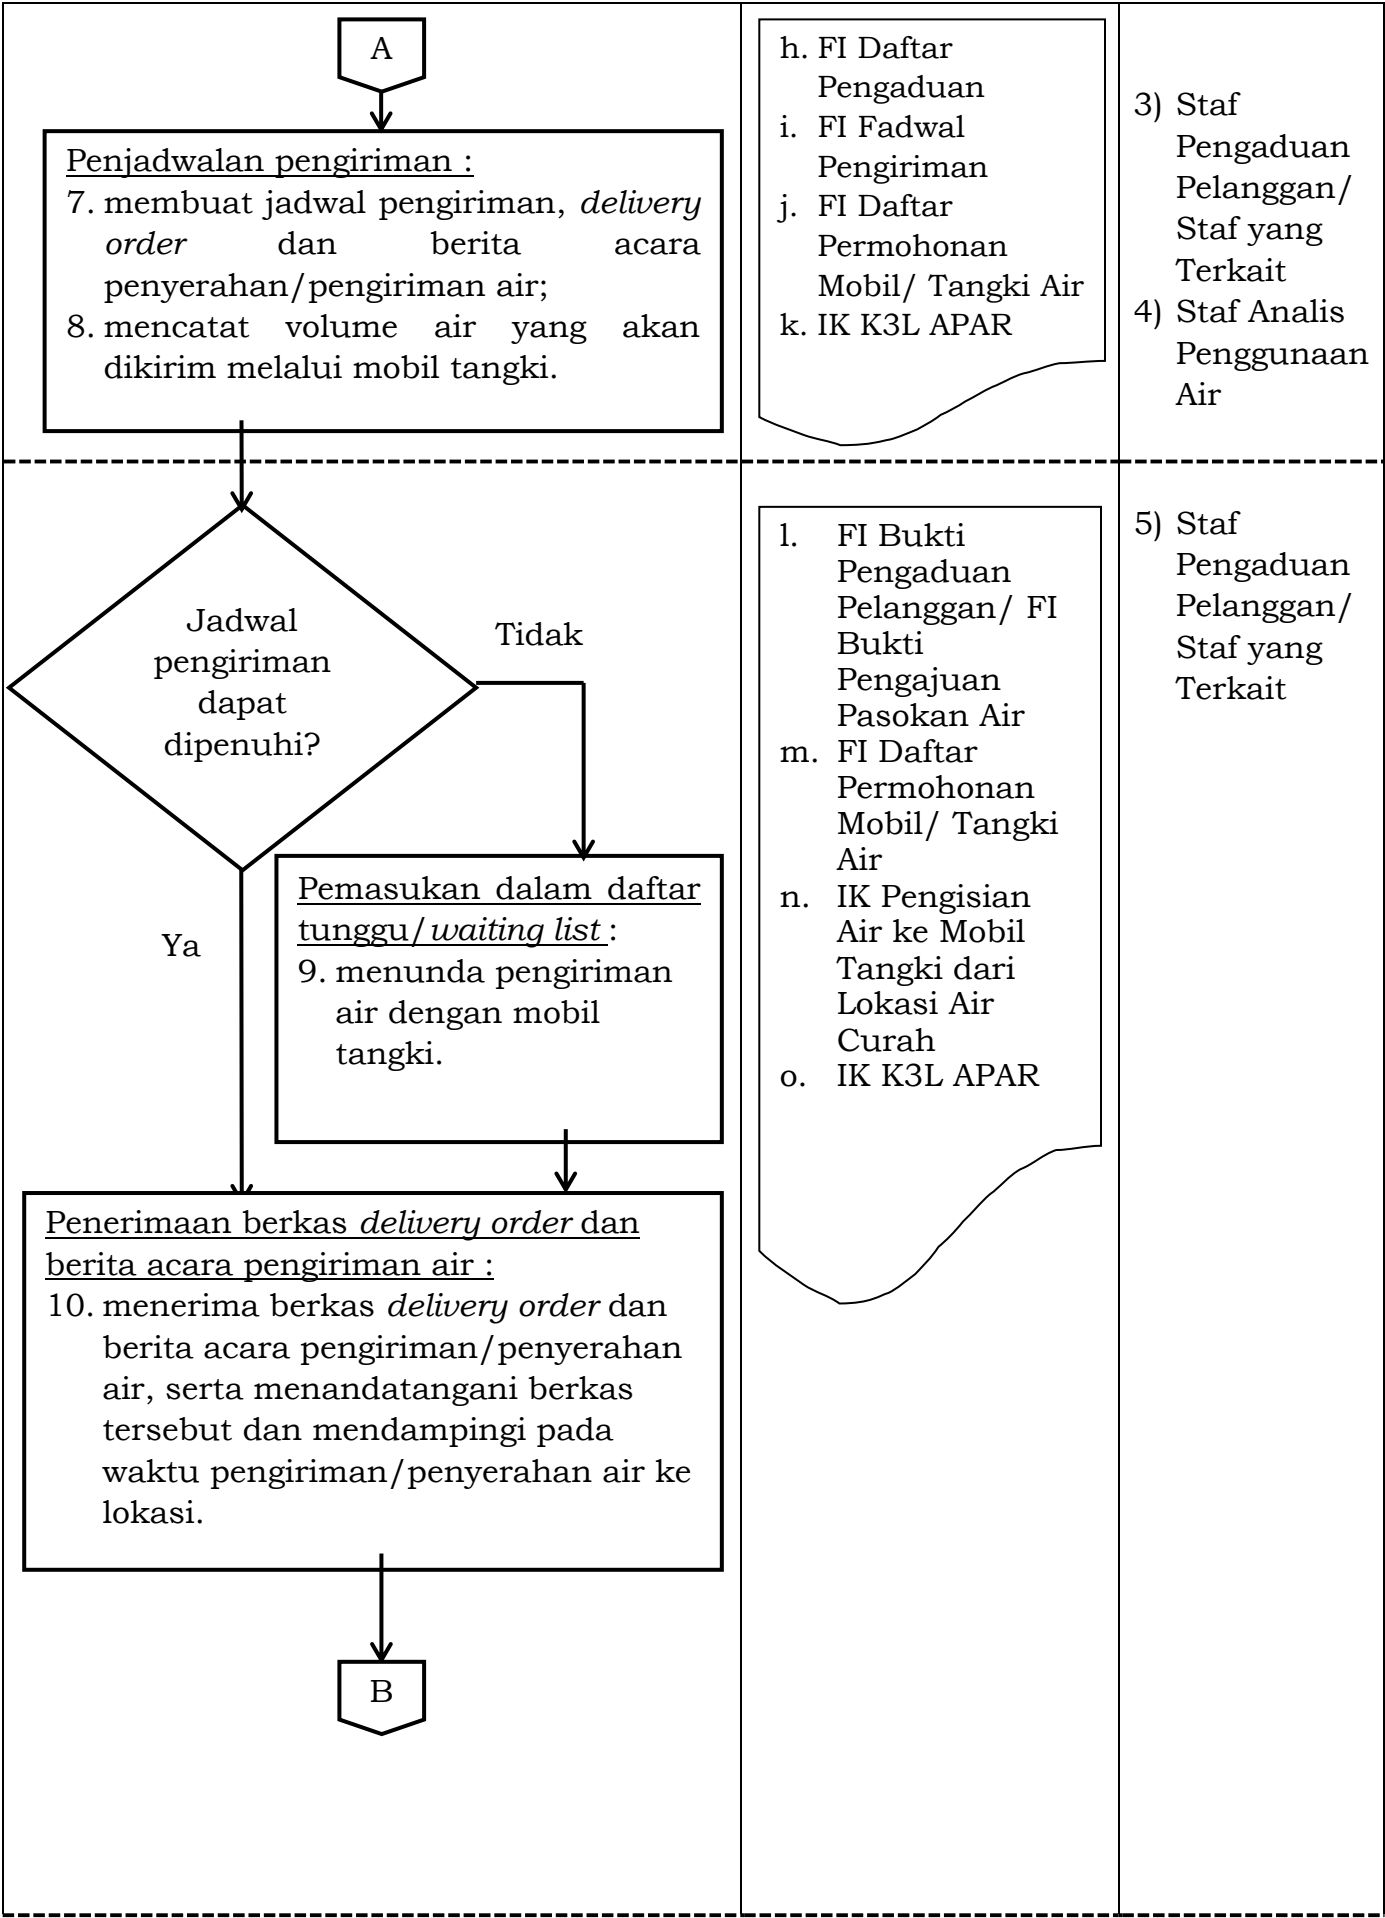 A
Penjadwalan pengiriman :
7. membuat jadwal pengiriman, delivery
order dan berita acara
penyerahan/pengiriman air;
8. mencatat volume air yang akan
dikirim melalui mobil tangki.
h. FI Daftar
Pengaduan
i. FI Fadwal
Pengiriman
j. FI Daftar
Permohonan
Mobil/ Tangki Air
k. IK K3L APAR
3) Staf
Pengaduan
Pelanggan/
Staf yang
Terkait
4) Staf Analis
Penggunaan
Air
Jadwal
pengiriman
dapat
dipenuhi?
Tidak
Ya
Pemasukan dalam daftar
tunggu/waiting list :
9. menunda pengiriman
air dengan mobil
tangki.
Penerimaan berkas delivery order dan
berita acara pengiriman air :
10. menerima berkas delivery order dan
berita acara pengiriman/penyerahan
air, serta menandatangani berkas
tersebut dan mendampingi pada
waktu pengiriman/penyerahan air ke
lokasi.
B
l. FI Bukti
Pengaduan
Pelanggan/ FI
Bukti
Pengajuan
Pasokan Air
m. FI Daftar
Permohonan
Mobil/ Tangki
Air
n. IK Pengisian
Air ke Mobil
Tangki dari
Lokasi Air
Curah
o. IK K3L APAR
5) Staf
Pengaduan
Pelanggan/
Staf yang
Terkait